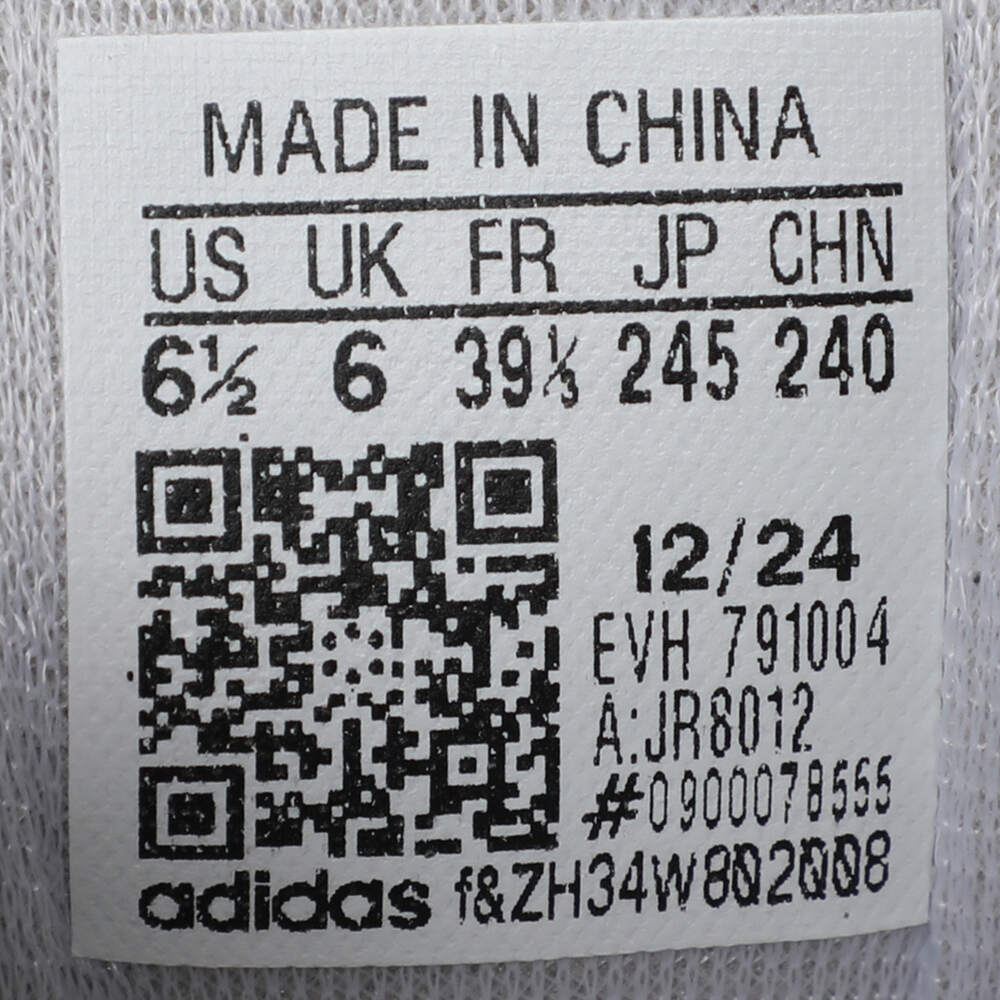 MADE IN CHINA
US UK FR JP CHN
6½ 6 39⅓ 245 240
12/24
EVH 791004
A:JR8012
#0900078555
adidas f&ZH34W802008